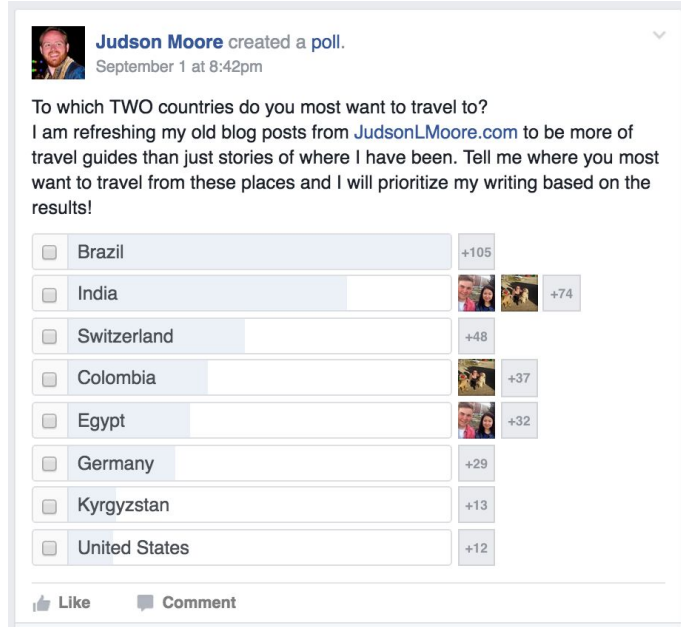 Judson Moore created a poll.
September 1 at 8:42pm
To which TWO countries do you most want to travel to?
I am refreshing my old blog posts from JudsonLMoore.com to be more of
travel guides than just stories of where I have been. Tell me where you most
want to travel from these places and I will prioritize my writing based on the
results!
Brazil +105
India +74
Switzerland +48
Colombia +37
Egypt +32
Germany +29
Kyrgyzstan +13
United States +12
Like Comment